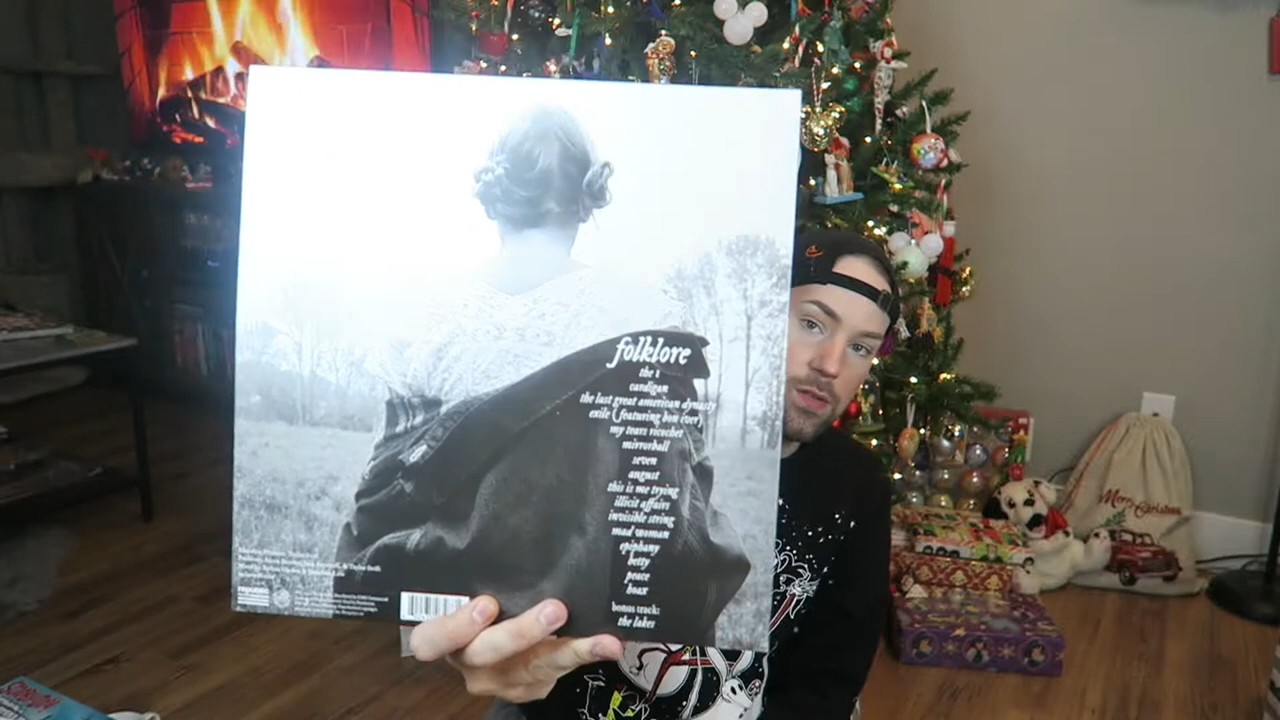 folklore
the 1
cardigan
the last great american dynasty
exile (featuring bon iver)
my tears ricochet
mirrorball
seven
august
this is me trying
illicit affairs
invisible string
mad woman
epiphany
betty
peace
hoax
bonus track:
the lakes
Merry Christmas